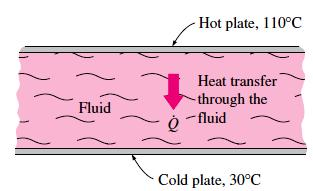 Hot plate, 110°C
Heat transfer
through the
fluid
Fluid
Q̇
Cold plate, 30°C